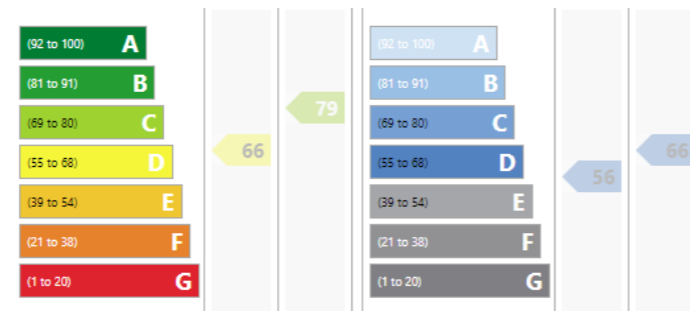 (92 to 100) A
(81 to 91) B
(69 to 80) C
(55 to 68) D
(39 to 54) E
(21 to 38) F
(1 to 20) G
66
79
(92 to 100) A
(81 to 91) B
(69 to 80) C
(55 to 68) D
(39 to 54) E
(21 to 38) F
(1 to 20) G
56
66